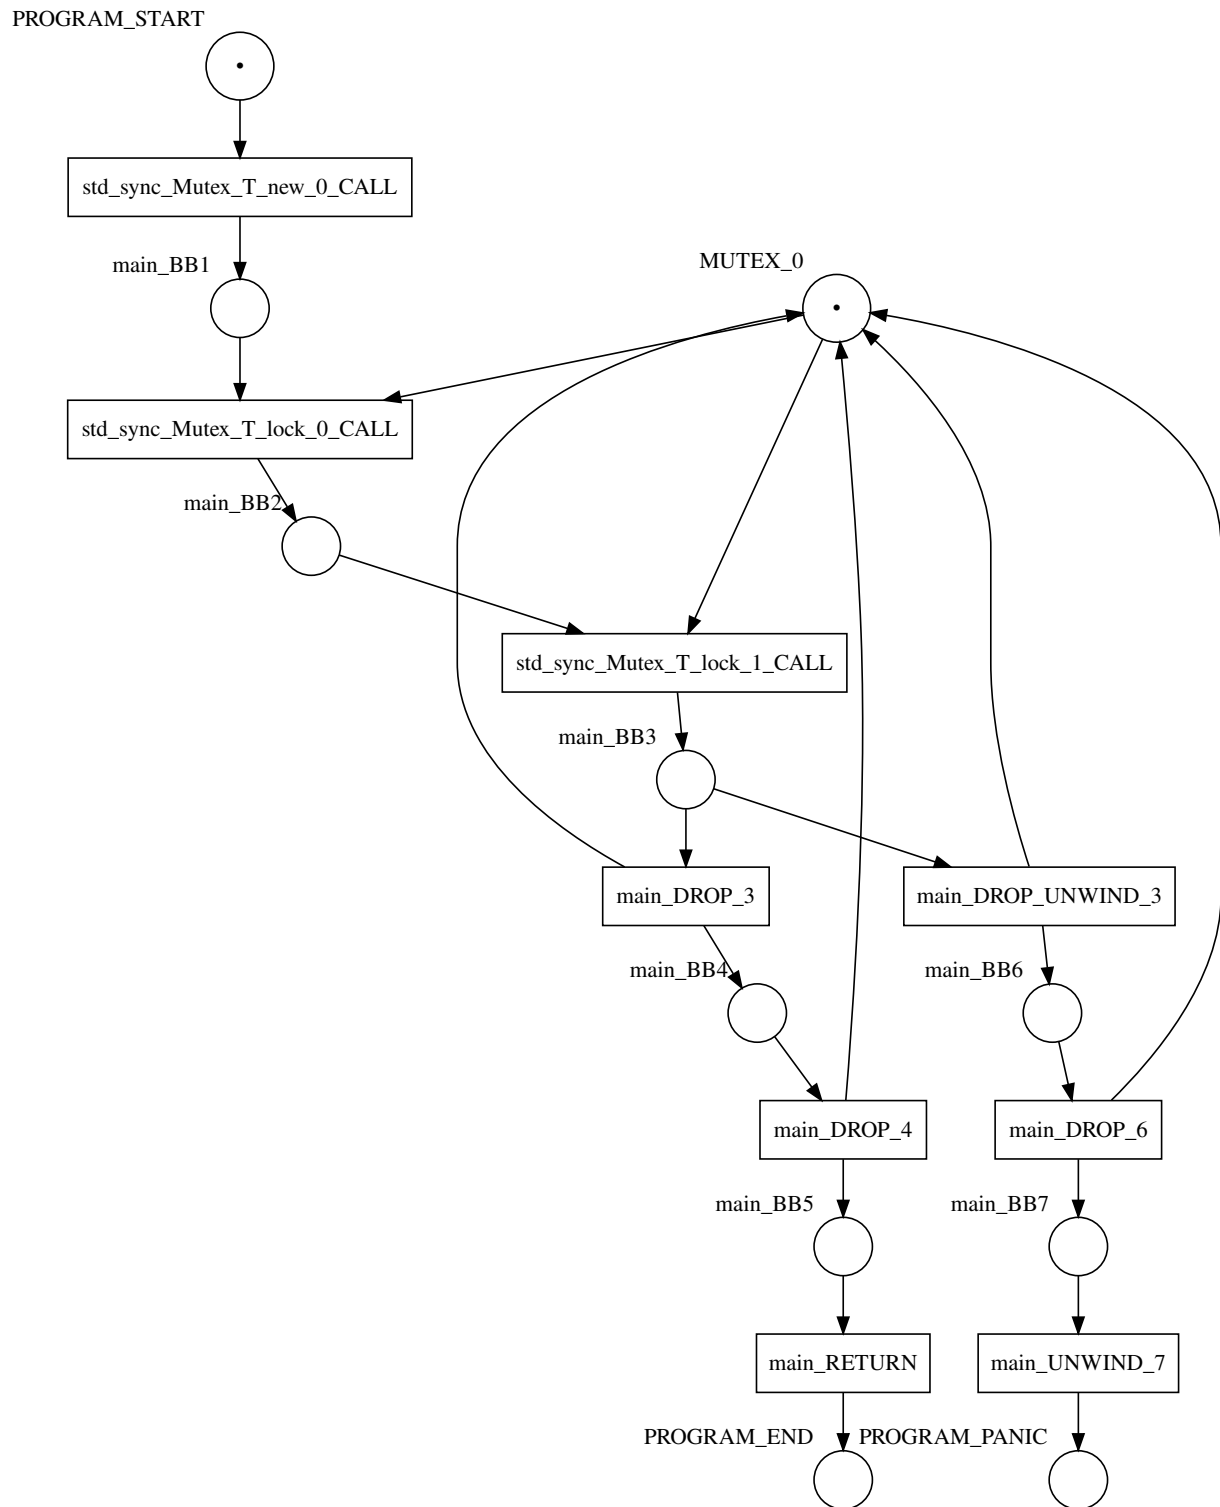 PROGRAM_START
std_sync_Mutex_T_new_0_CALL
main_BB1
MUTEX_0
std_sync_Mutex_T_lock_0_CALL
main_BB2
std_sync_Mutex_T_lock_1_CALL
main_BB3
main_DROP_3
main_DROP_UNWIND_3
main_BB4
main_BB6
main_DROP_4
main_DROP_6
main_BB5
main_BB7
main_RETURN
main_UNWIND_7
PROGRAM_END
PROGRAM_PANIC